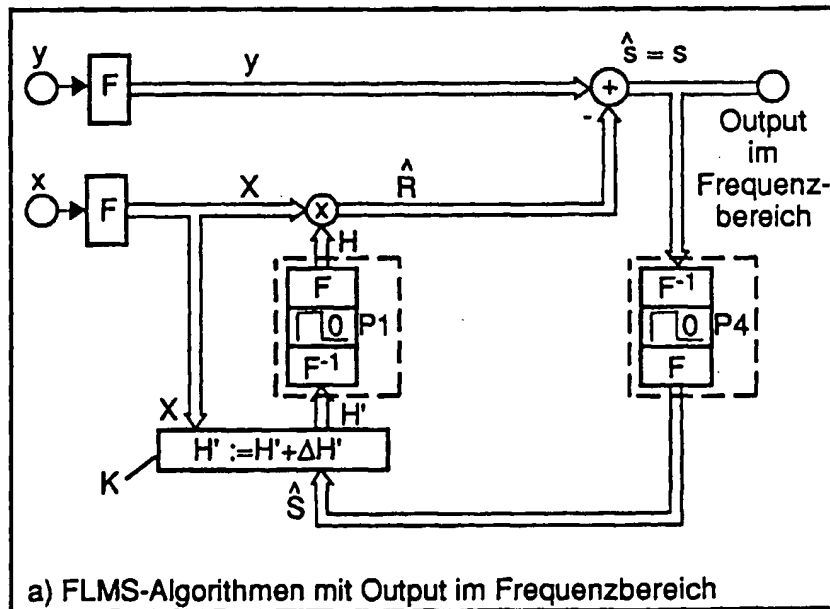 y
F
y
ŝ = s
+
-
Output
im
Frequenz-
bereich
x
F
X
x
R̂
H
F
0
P1
F⁻¹
F⁻¹
0
P4
F
X
H'
H' :=H'+ΔH'
K
Ŝ
a) FLMS-Algorithmen mit Output im Frequenzbereich